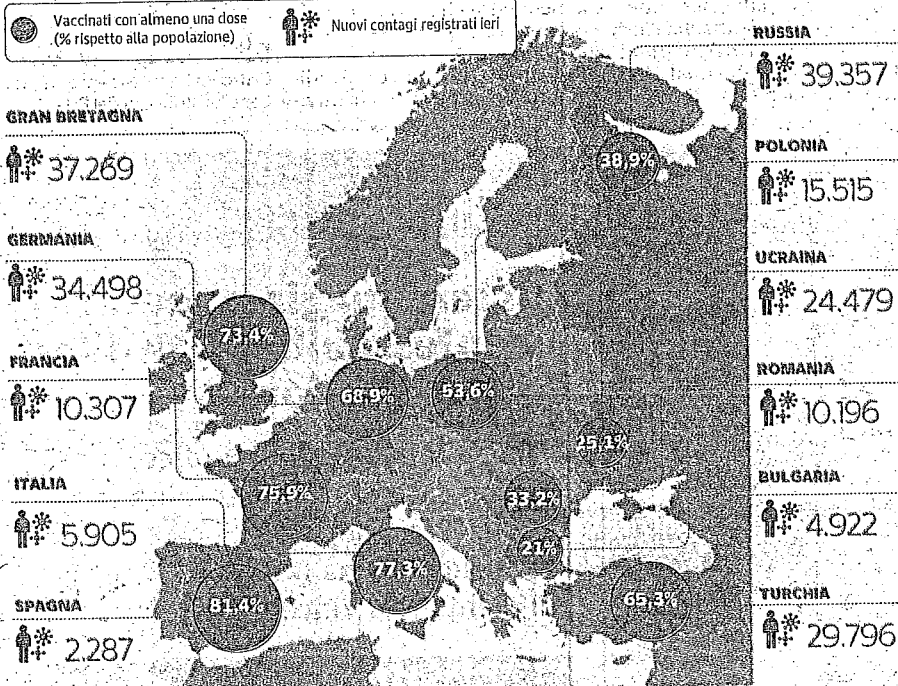 Vaccinati con almeno una dose
(% rispetto alla popolazione)
Nuovi contagi registrati ieri
GRAN BRETAGNA
37.269
GERMANIA
34.498
FRANCIA
10.307
ITALIA
5.905
SPAGNA
2.287
73,4%
68,9%
53,6%
38,9%
25,1%
75,9%
33,2%
21%
77,3%
81,4%
65,3%
RUSSIA
39.357
POLONIA
15.515
UCRAINA
24.479
ROMANIA
10.196
BULGARIA
4.922
TURCHIA
29.796